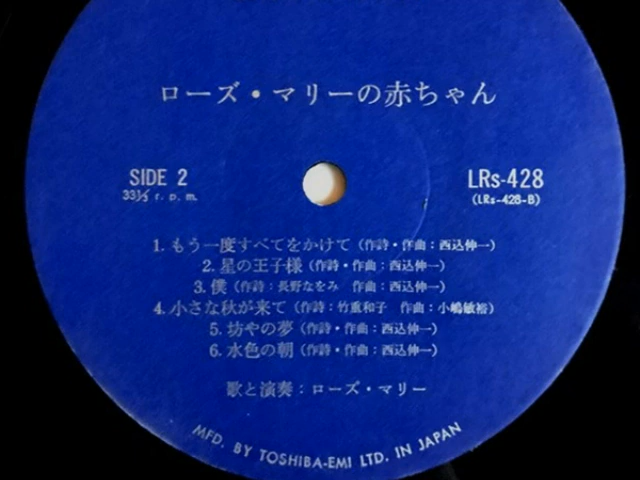 ローズ・マリーの赤ちゃん
SIDE 2
33⅓ r. p. m.
LRs-428
(LRs-428-B)
1. もう一度すべてをかけて (作詩・作曲：西込伸一)
2. 星の王子様 (作詩・作曲：西込伸一)
3. 僕 (作詩：長野なをみ 作曲：西込伸一)
4. 小さな秋が来て (作詩：竹重和子 作曲：小嶋敏裕)
5. 坊やの夢 (作詩・作曲：西込伸一)
6. 水色の朝 (作詩・作曲：西込伸一)
歌と演奏：ローズ・マリー
MFD. BY TOSHIBA-EMI LTD. IN JAPAN